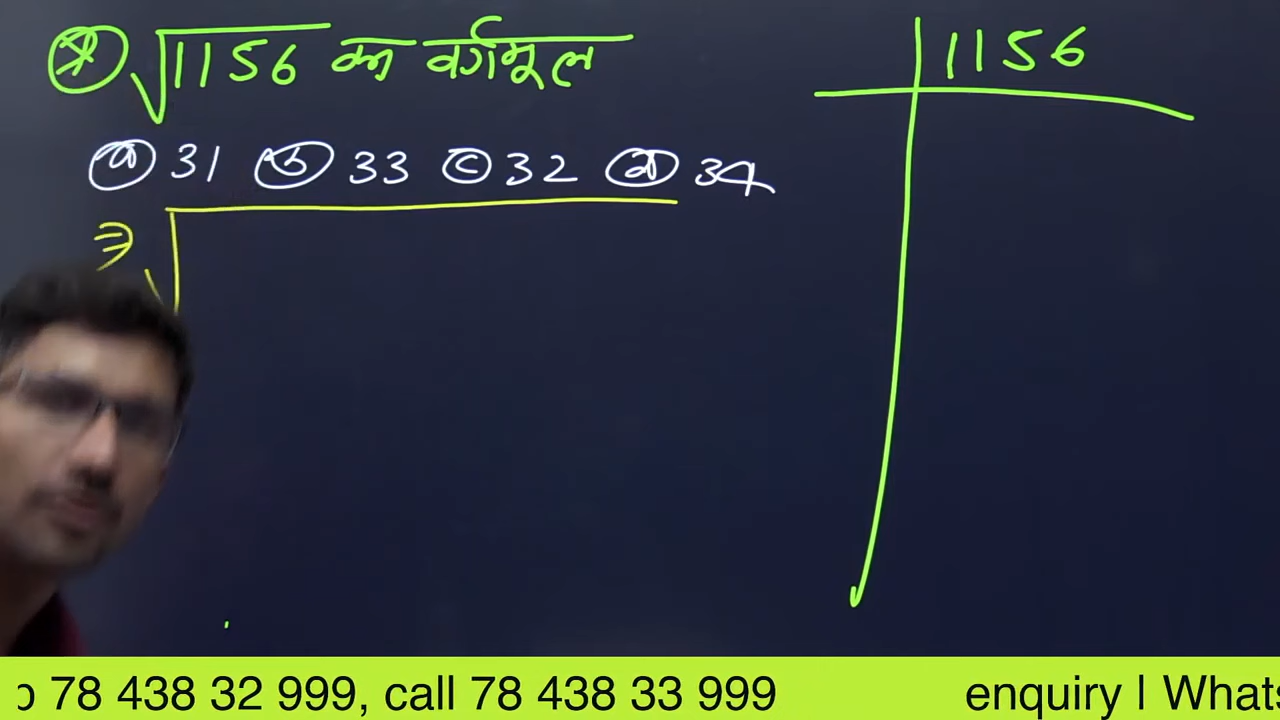 * √1156 का वर्गमूल
1156
(a) 31 (b) 33 (c) 32 (d) 34
⇒ √
78 438 32 999, call 78 438 33 999 enquiry | Whats